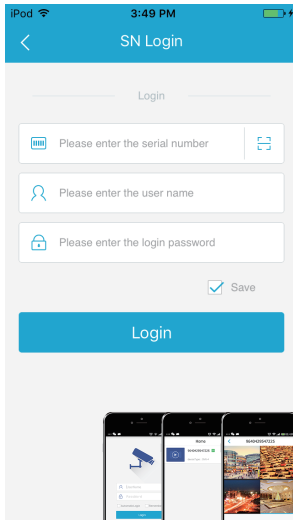 iPod 3:49 PM
SN Login
Login
Please enter the serial number
Please enter the user name
Please enter the login password
Save
Login
Home